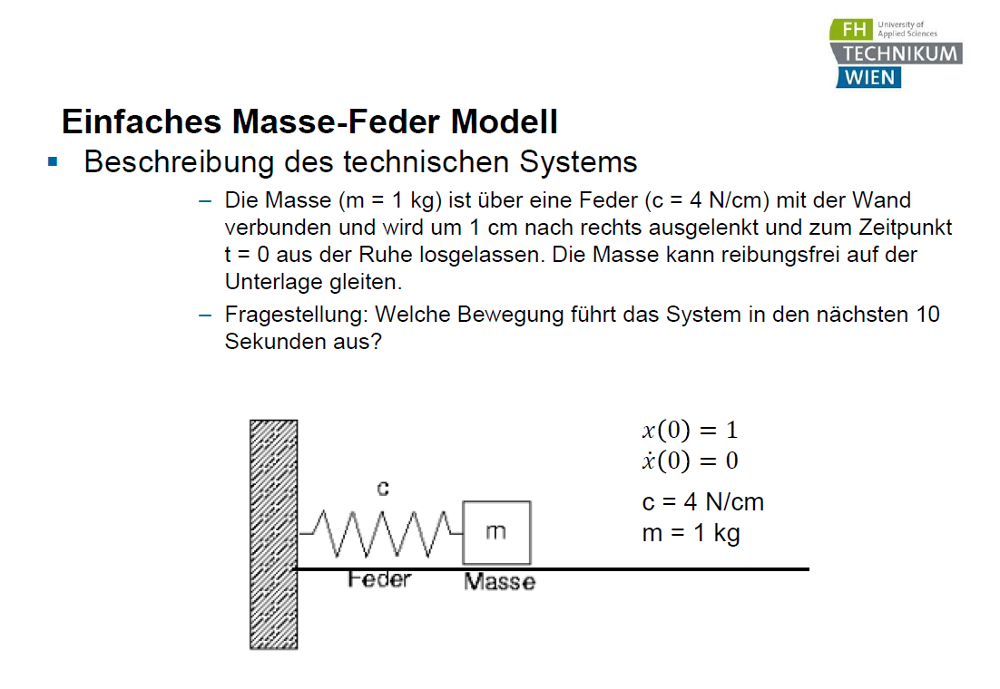 FH University of
Applied Sciences
TECHNIKUM
WIEN
Einfaches Masse-Feder Modell
▪ Beschreibung des technischen Systems
– Die Masse (m = 1 kg) ist über eine Feder (c = 4 N/cm) mit der Wand
verbunden und wird um 1 cm nach rechts ausgelenkt und zum Zeitpunkt
t = 0 aus der Ruhe losgelassen. Die Masse kann reibungsfrei auf der
Unterlage gleiten.
– Fragestellung: Welche Bewegung führt das System in den nächsten 10
Sekunden aus?
x(0) = 1
ẋ(0) = 0
c = 4 N/cm
m = 1 kg
c
m
Feder
Masse